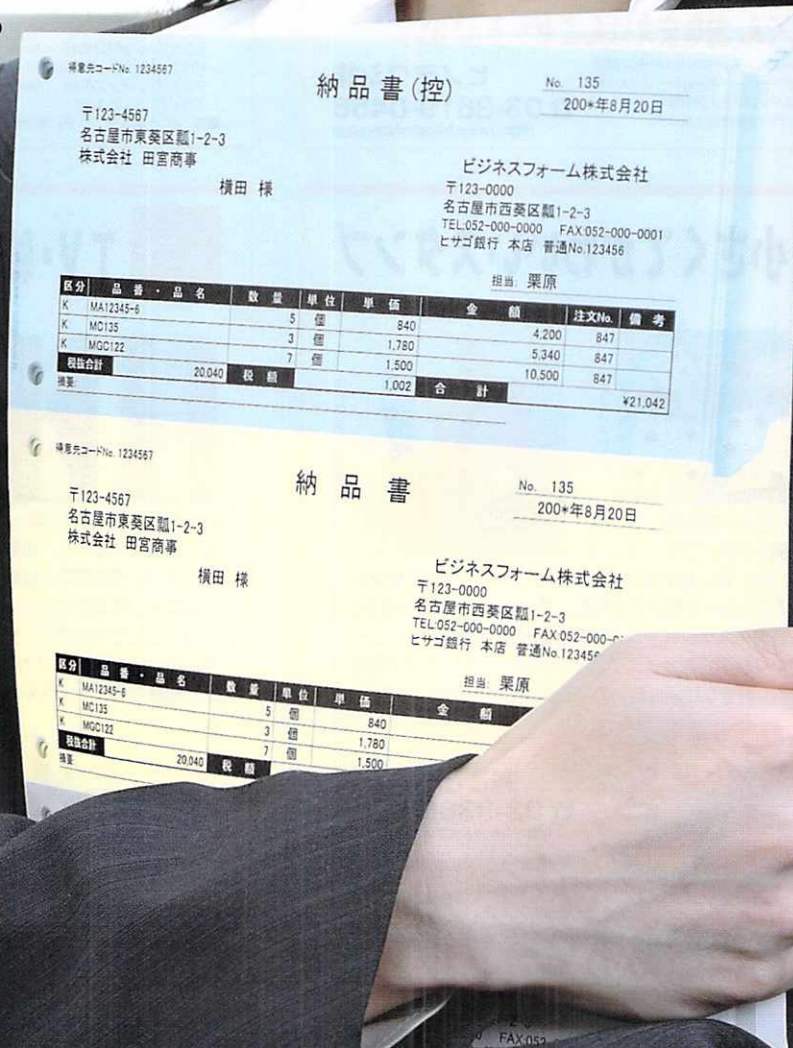 得意先コードNo. 1234567
納品書(控)
No. 135
200*年8月20日
〒123-4567
名古屋市東葵区瓢1-2-3
株式会社 田宮商事
横田 様
ビジネスフォーム株式会社
〒123-0000
名古屋市西葵区瓢1-2-3
TEL:052-000-0000 FAX:052-000-0001
ヒサゴ銀行 本店 普通No.123456
担当: 栗原
区分 品番・品名 数量 単位 単価 金額 注文No. 備考
K MA12345-6 5 個 840 4,200 847
K MC135 3 個 1,780 5,340 847
K MGC122 7 個 1,500 10,500 847
税抜合計 20,040 税額 1,002 合計 ¥21,042
摘要:
得意先コードNo. 1234567
納品書
No. 135
200*年8月20日
〒123-4567
名古屋市東葵区瓢1-2-3
株式会社 田宮商事
横田 様
ビジネスフォーム株式会社
〒123-0000
名古屋市西葵区瓢1-2-3
TEL:052-000-0000 FAX:052-000-0
ヒサゴ銀行 本店 普通No.123456
担当: 栗原
区分 品番・品名 数量 単位 単価 金額
K MA12345-6 5 個 840
K MC135 3 個 1,780
K MGC122 7 個 1,500
税抜合計 20,040 税額
摘要:
FAX:052